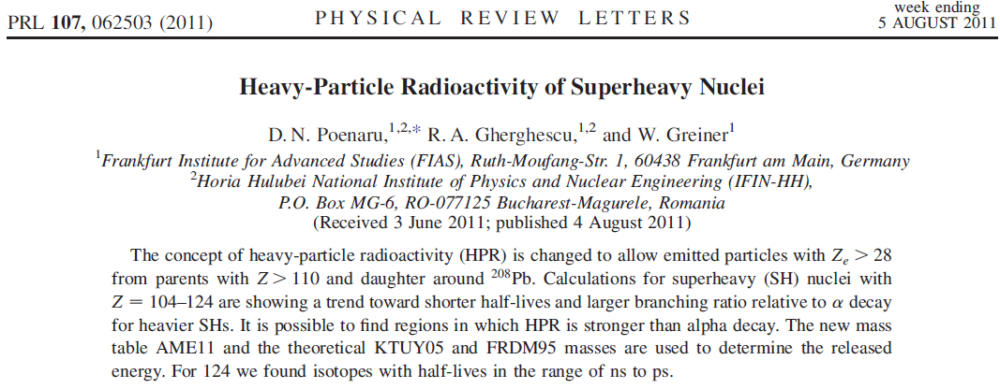 PRL 107, 062503 (2011)
PHYSICAL REVIEW LETTERS
week ending
5 AUGUST 2011
Heavy-Particle Radioactivity of Superheavy Nuclei
D. N. Poenaru,1,2,* R. A. Gherghescu,1,2 and W. Greiner1
1Frankfurt Institute for Advanced Studies (FIAS), Ruth-Moufang-Str. 1, 60438 Frankfurt am Main, Germany
2Horia Hulubei National Institute of Physics and Nuclear Engineering (IFIN-HH),
P.O. Box MG-6, RO-077125 Bucharest-Magurele, Romania
(Received 3 June 2011; published 4 August 2011)
The concept of heavy-particle radioactivity (HPR) is changed to allow emitted particles with Ze > 28
from parents with Z > 110 and daughter around 208Pb. Calculations for superheavy (SH) nuclei with
Z = 104–124 are showing a trend toward shorter half-lives and larger branching ratio relative to α decay
for heavier SHs. It is possible to find regions in which HPR is stronger than alpha decay. The new mass
table AME11 and the theoretical KTUY05 and FRDM95 masses are used to determine the released
energy. For 124 we found isotopes with half-lives in the range of ns to ps.